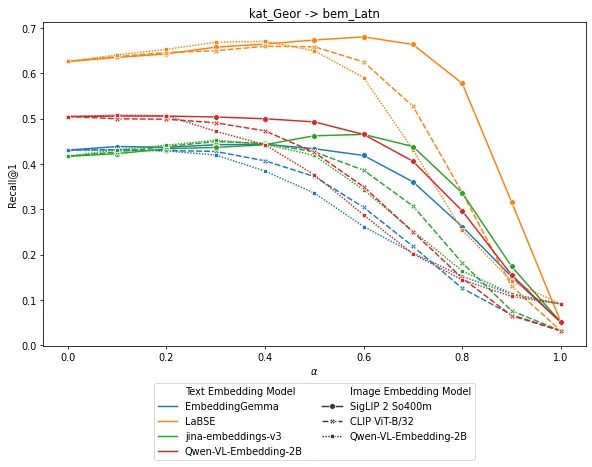 kat_Geor -> bem_Latn
Recall@1
0.7
0.6
0.5
0.4
0.3
0.2
0.1
0.0
0.0 0.2 0.4 0.6 0.8 1.0
α
Text Embedding Model Image Embedding Model
EmbeddingGemma SigLIP 2 So400m
LaBSE CLIP ViT-B/32
jina-embeddings-v3 Qwen-VL-Embedding-2B
Qwen-VL-Embedding-2B